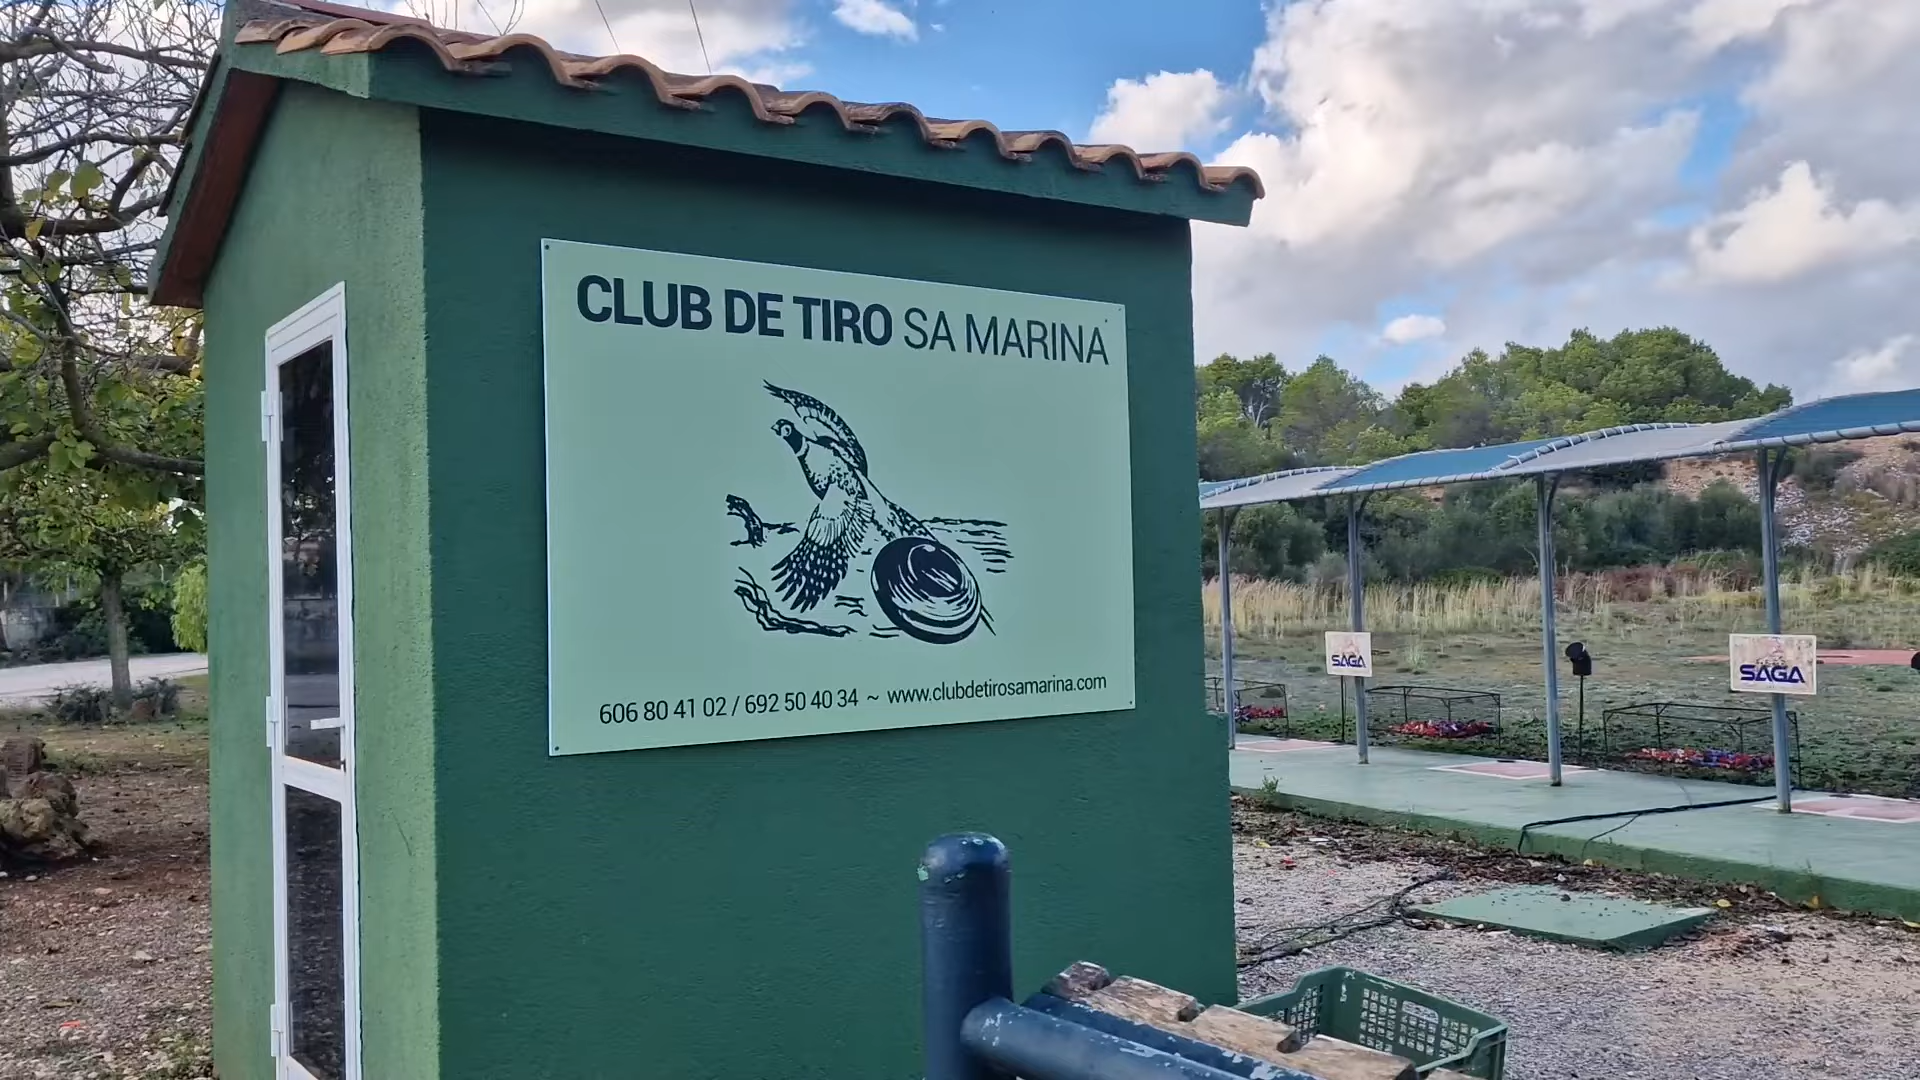 CLUB DE TIRO SA MARINA
606 80 41 02 / 692 50 40 34 ~ www.clubdetirosamarina.com
SAGA
SAGA